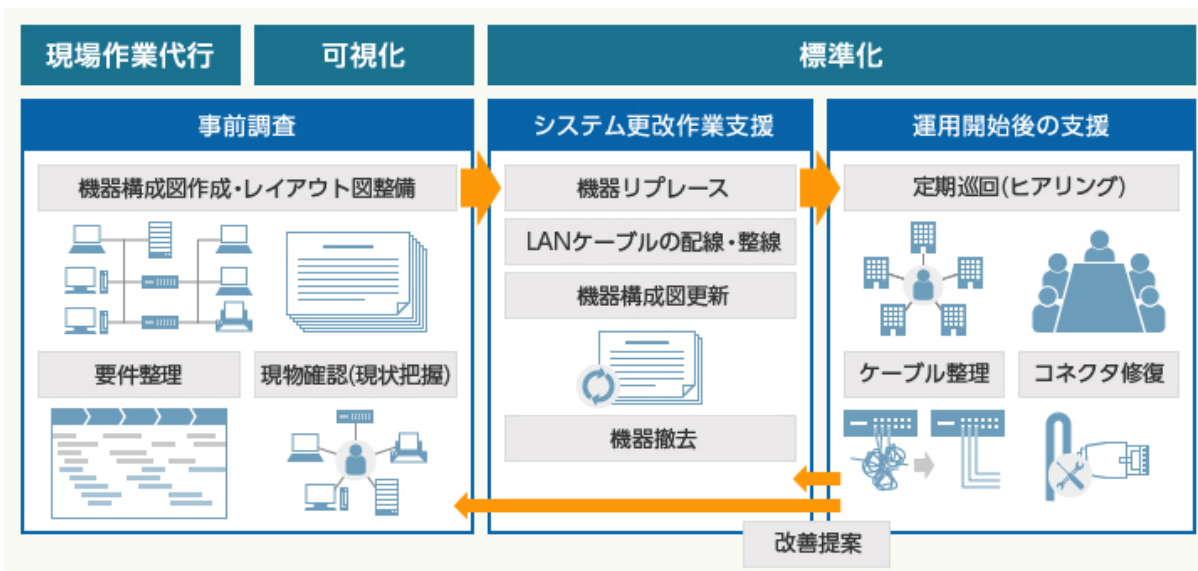 現場作業代行
可視化
標準化
事前調査
機器構成図作成・レイアウト図整備
要件整理
現物確認(現状把握)
システム更改作業支援
機器リプレース
LANケーブルの配線・整線
機器構成図更新
機器撤去
運用開始後の支援
定期巡回(ヒアリング)
ケーブル整理
コネクタ修復
改善提案